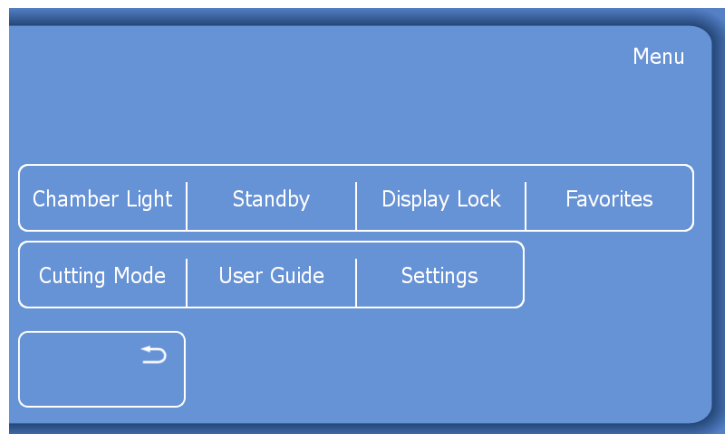 Menu
Chamber Light Standby Display Lock Favorites
Cutting Mode User Guide Settings